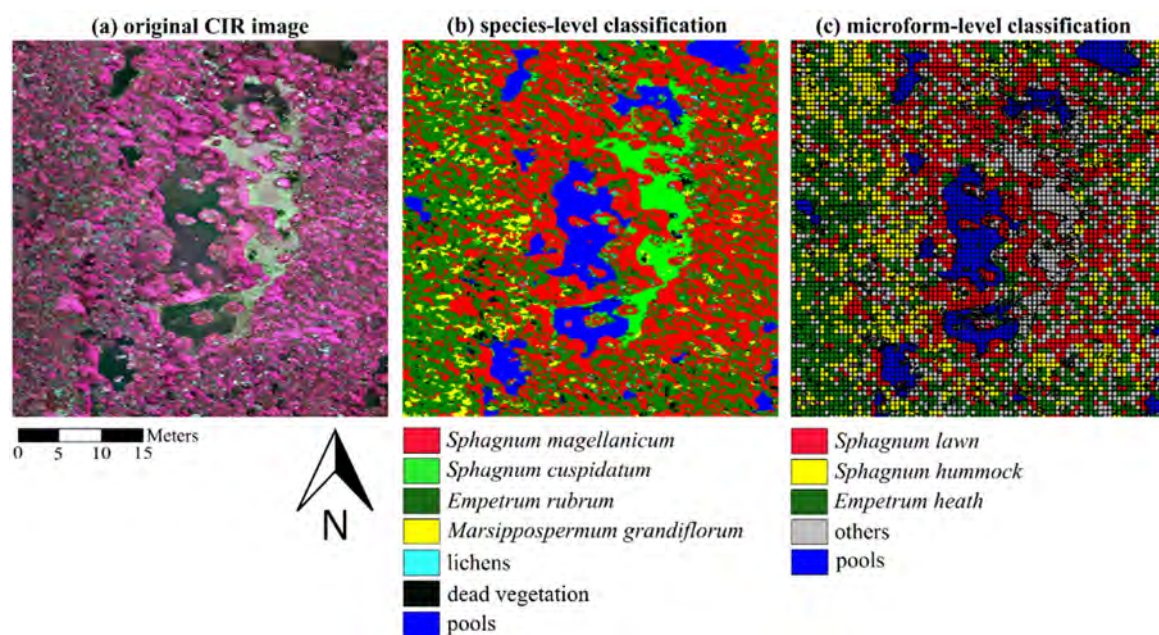 (a) original CIR image
(b) species-level classification
(c) microform-level classification
0 5 10 15 Meters
N
Sphagnum magellanicum
Sphagnum cuspidatum
Empetrum rubrum
Marsippospermum grandiflorum
lichens
dead vegetation
pools
Sphagnum lawn
Sphagnum hummock
Empetrum heath
others
pools